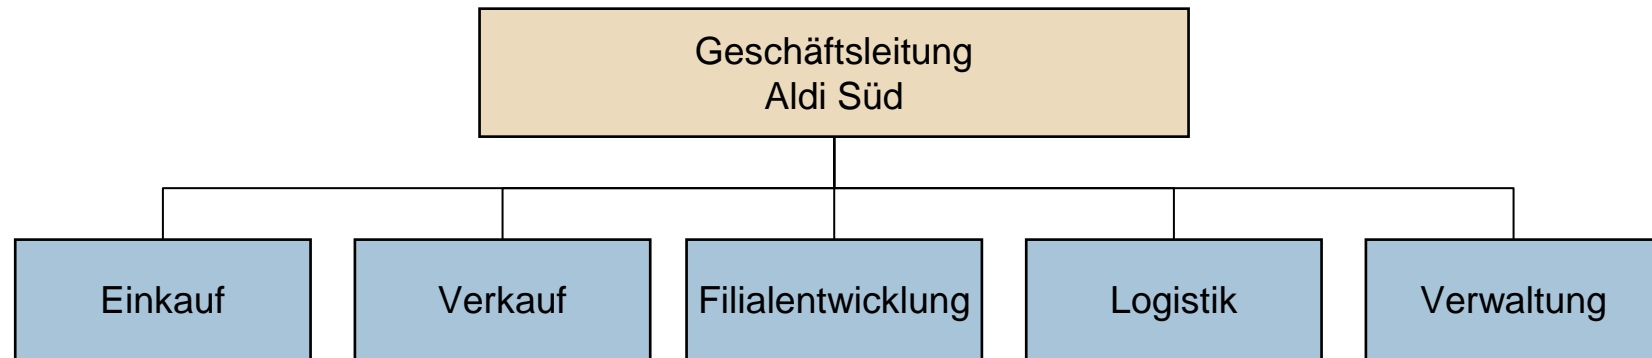 Geschäftsleitung
Aldi Süd
Einkauf
Verkauf
Filialentwicklung
Logistik
Verwaltung